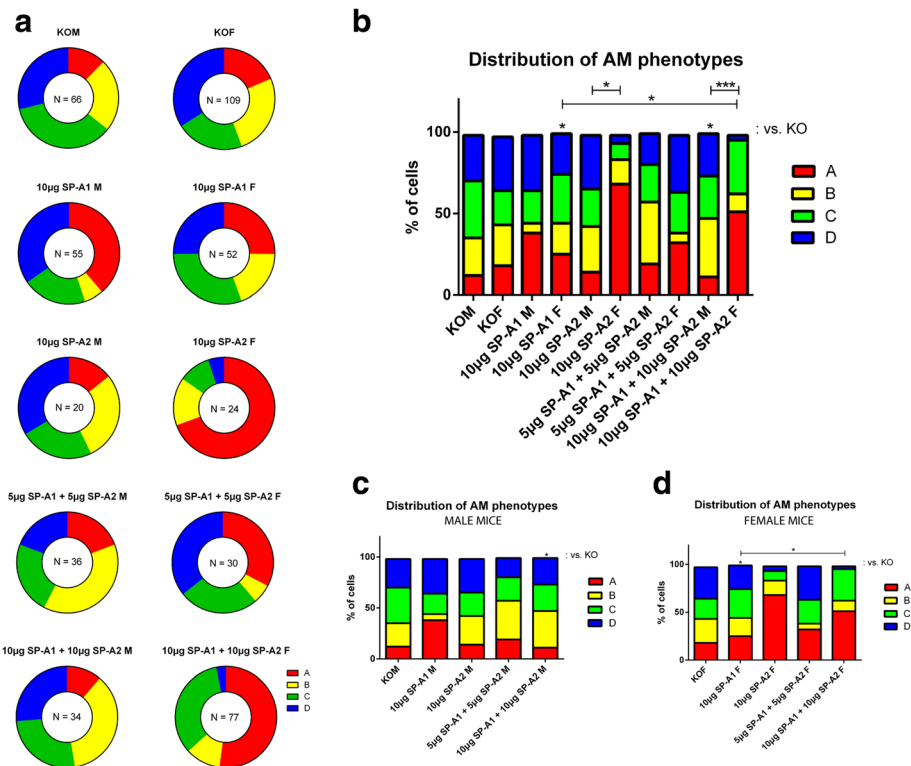 a
KOM
KOF
N = 66
N = 109
10µg SP-A1 M
10µg SP-A1 F
N = 55
N = 52
10µg SP-A2 M
10µg SP-A2 F
N = 20
N = 24
5µg SP-A1 + 5µg SP-A2 M
5µg SP-A1 + 5µg SP-A2 F
N = 36
N = 30
10µg SP-A1 + 10µg SP-A2 M
10µg SP-A1 + 10µg SP-A2 F
N = 34
N = 77
A
B
C
D
b
Distribution of AM phenotypes
* ***
*
* *
: vs. KO
% of cells
100
50
0
A
B
C
D
KOM
KOF
10µg SP-A1 M
10µg SP-A1 F
10µg SP-A2 M
10µg SP-A2 F
5µg SP-A1 + 5µg SP-A2 M
5µg SP-A1 + 5µg SP-A2 F
10µg SP-A1 + 10µg SP-A2 M
10µg SP-A1 + 10µg SP-A2 F
c
Distribution of AM phenotypes
MALE MICE
* : vs. KO
% of cells
100
50
0
A
B
C
D
KOM
10µg SP-A1 M
10µg SP-A2 M
5µg SP-A1 + 5µg SP-A2 M
10µg SP-A1 + 10µg SP-A2 M
d
Distribution of AM phenotypes
FEMALE MICE
*
* : vs. KO
% of cells
100
50
0
A
B
C
D
KOF
10µg SP-A1 F
10µg SP-A2 F
5µg SP-A1 + 5µg SP-A2 F
10µg SP-A1 + 10µg SP-A2 F